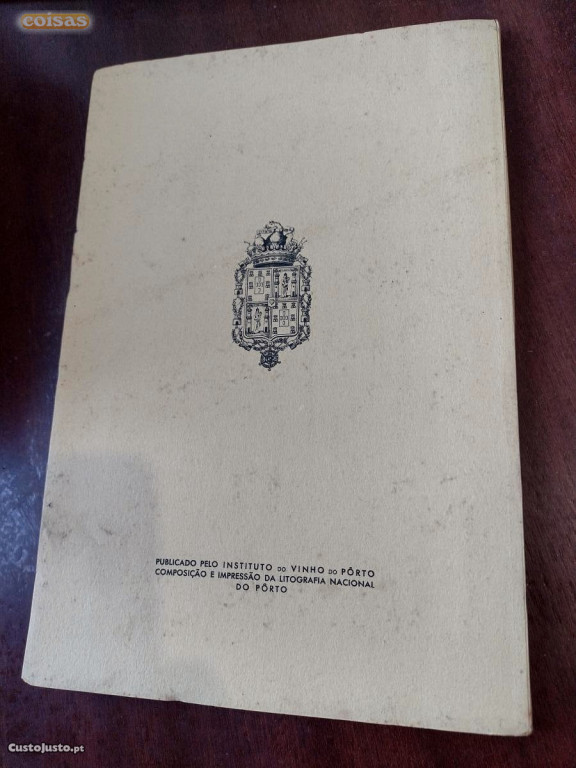 coisas
PUBLICADO PELO INSTITUTO DO VINHO DO PÔRTO
COMPOSIÇÃO E IMPRESSÃO DA LITOGRAFIA NACIONAL
DO PÔRTO
CustoJusto.pt